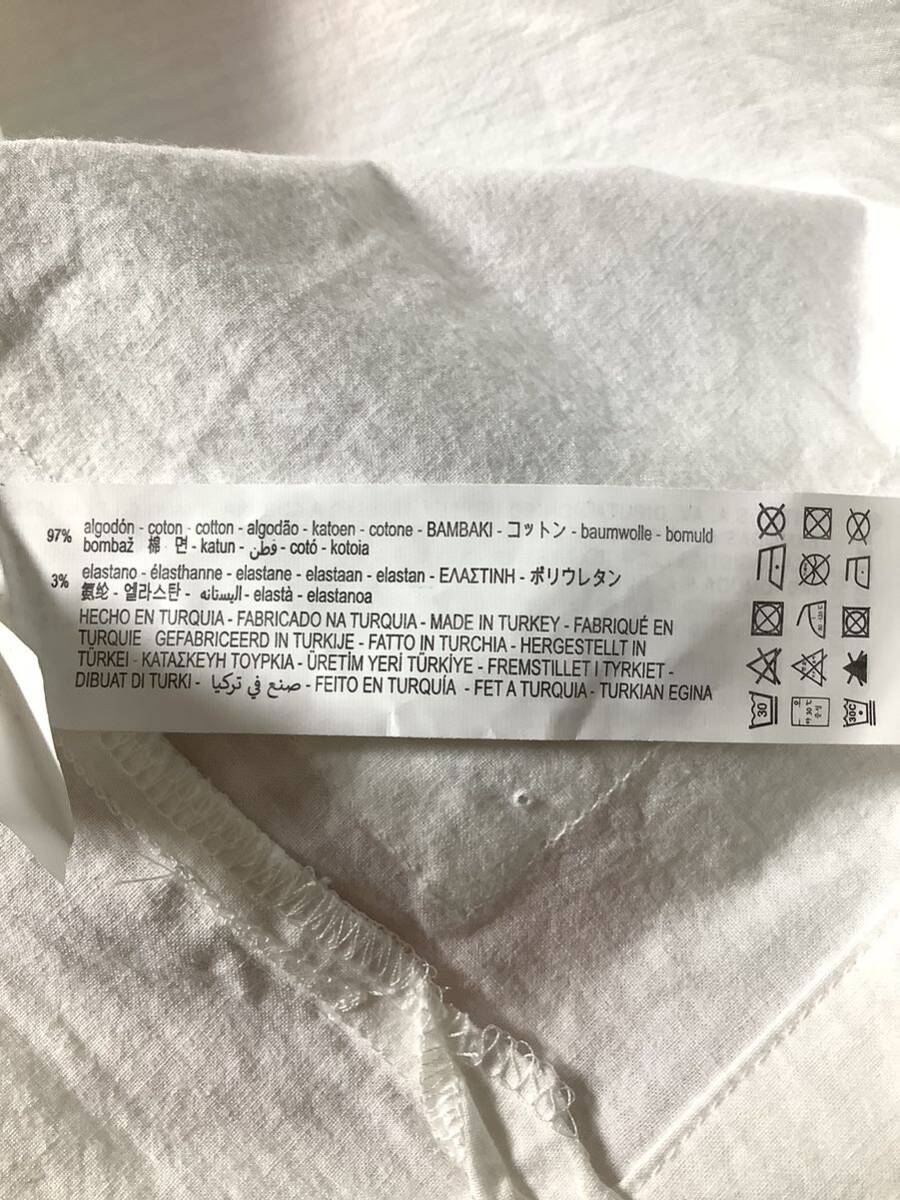 97% algodón - coton - cotton - algodão - katoen - cotone - BAMBAKI - コットン - baumwolle - bomuld
bombaž 棉 - 면 - katun - قطن - cotó - kotoia
3% elastano - élasthanne - elastane - elastaan - elastan - ΕΛΑΣΤΙΝΗ - ポリウレタン
氨纶 - 엘라스탄 - اليستانه - elastà - elastanoa
HECHO EN TURQUIA - FABRICADO NA TURQUIA - MADE IN TURKEY - FABRIQUÉ EN
TURQUIE GEFABRICEERD IN TURKIJE - FATTO IN TURCHIA - HERGESTELLT IN
TÜRKEI - ΚΑΤΑΣΚΕΥΗ ΤΟΥΡΚΙΑ - ÜRETİM YERİ TÜRKİYE - FREMSTILLET I TYRKIET -
DIBUAT DI TURKI - صنع في تركيا - FEITO EN TURQUÍA - FET A TURQUIA - TURKIAN EGINA
30
30℃
30C